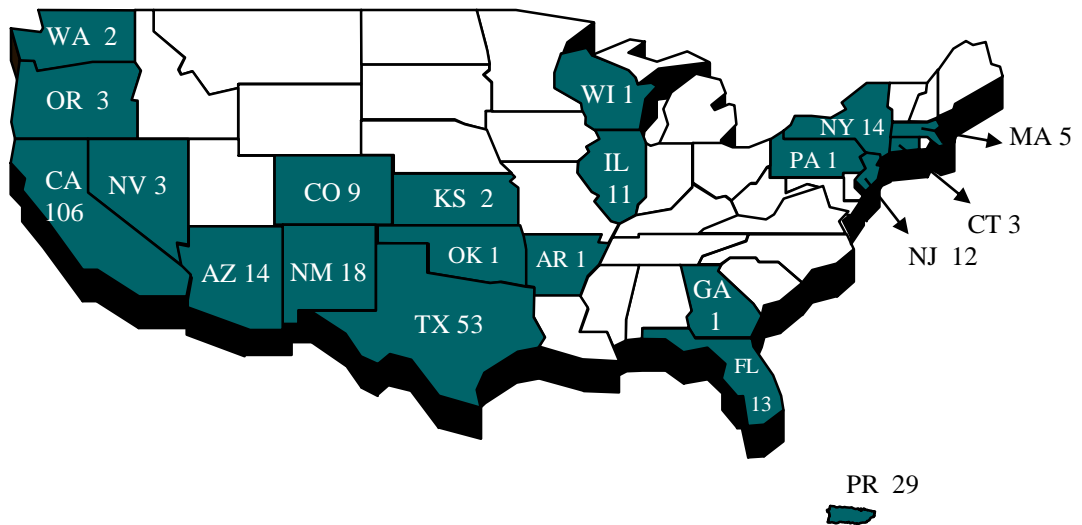 WA 2
OR 3
CA
106
NV 3
AZ 14
NM 18
CO 9
KS 2
OK 1
TX 53
AR 1
WI 1
IL
11
GA
1
FL
13
NY 14
PA 1
MA 5
CT 3
NJ 12
PR 29